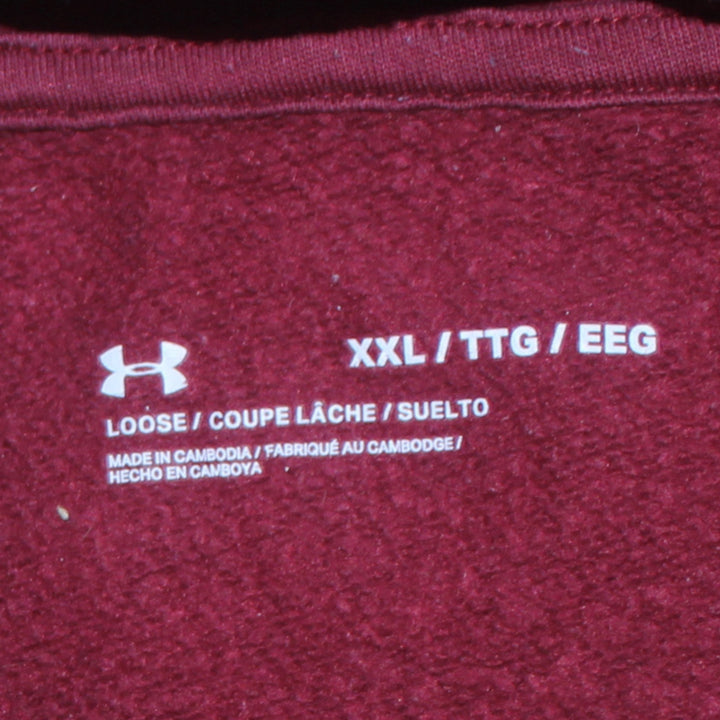 XXL / TTG / EEG
LOOSE / COUPE LÂCHE / SUELTO
MADE IN CAMBODIA / FABRIQUÉ AU CAMBODGE /
HECHO EN CAMBOYA